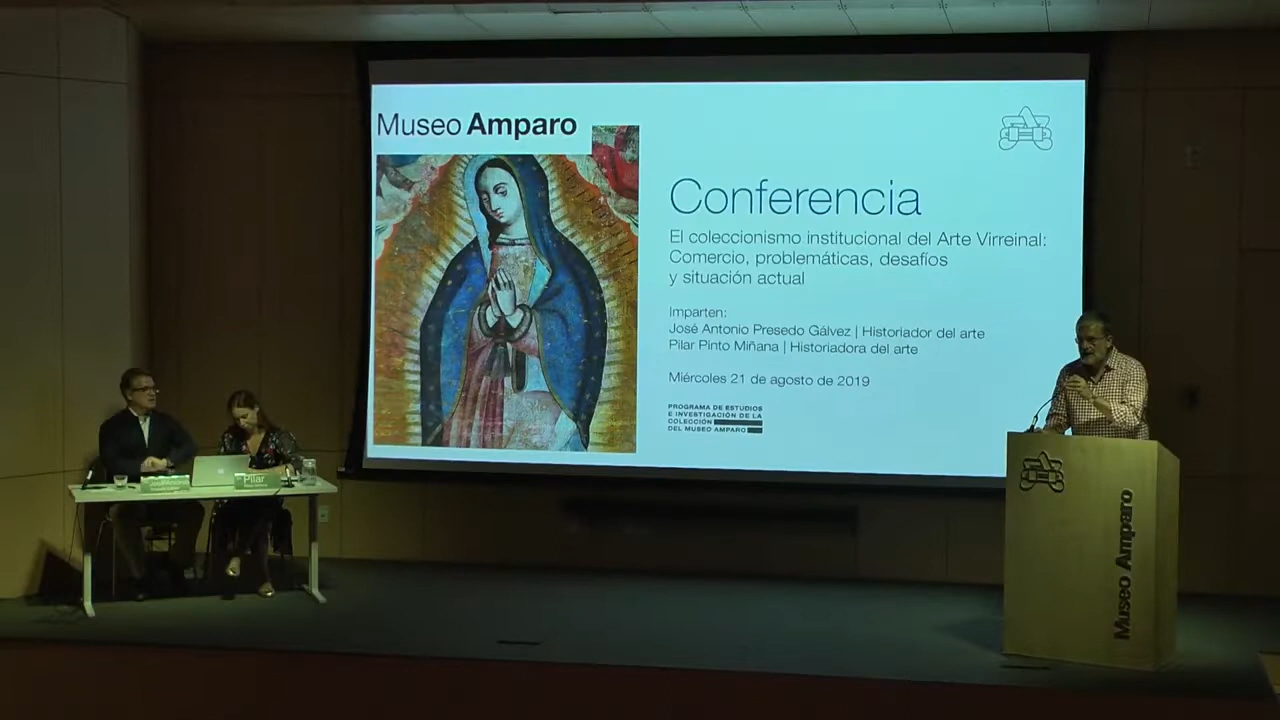 Museo Amparo
Conferencia
El coleccionismo institucional del Arte Virreinal:
Comercio, problemáticas, desafíos
y situación actual
Imparten:
José Antonio Presedo Gálvez | Historiador del arte
Pilar Pinto Miñana | Historiadora del arte
Miércoles 21 de agosto de 2019
PROGRAMA DE ESTUDIOS
E INVESTIGACIÓN DE LA
COLECCIÓN
DEL MUSEO AMPARO
Pilar
Museo Amparo